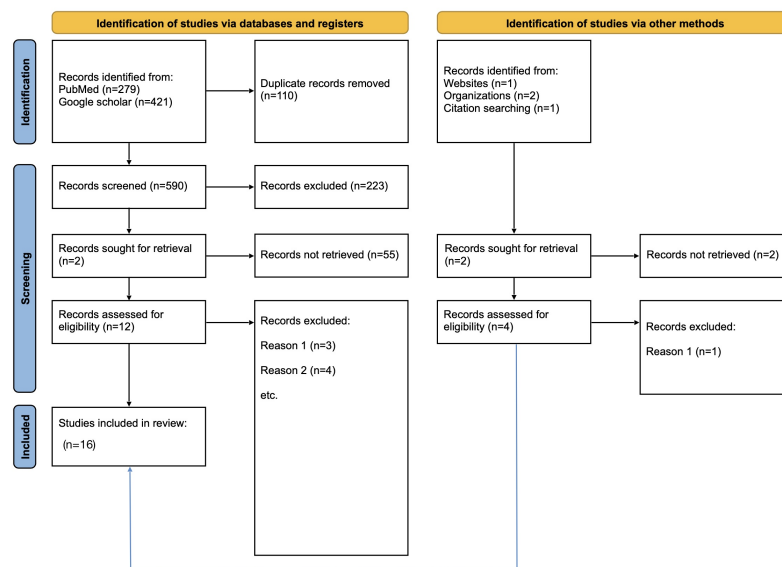 Identification of studies via databases and registers
Identification of studies via other methods
Identification
Records identified from:
PubMed (n=279)
Google scholar (n=421)
Duplicate records removed
(n=110)
Records identified from:
Websites (n=1)
Organizations (n=2)
Citation searching (n=1)
Screening
Records screened (n=590)
Records excluded (n=223)
Records sought for retrieval
(n=2)
Records not retrieved (n=55)
Records sought for retrieval
(n=2)
Records not retrieved (n=2)
Records assessed for
eligibility (n=12)
Records excluded:
Reason 1 (n=3)
Reason 2 (n=4)
etc.
Records assessed for
eligibility (n=4)
Records excluded:
Reason 1 (n=1)
Included
Studies included in review:
(n=16)